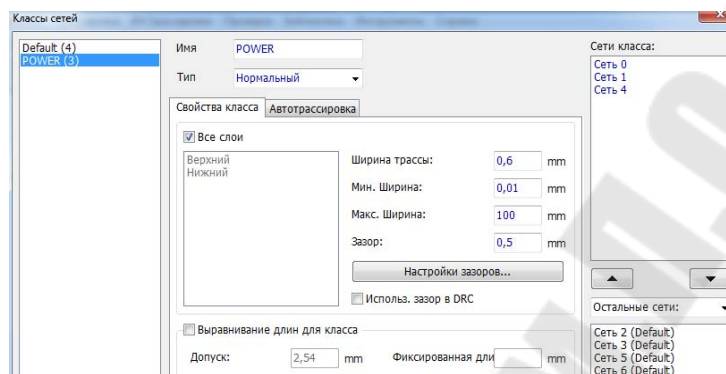 Классы сетей
Default (4)
POWER (3)
Имя POWER
Тип Нормальный
Свойства класса Автотрассировка
Все слои
Верхний
Нижний
Ширина трассы: 0,6 mm
Мин. Ширина: 0,01 mm
Макс. Ширина: 100 mm
Зазор: 0,5 mm
Настройки зазоров...
Использ. зазор в DRC
Выравнивание длин для класса
Допуск: 2,54 mm Фиксированная дли mm
Сети класса:
Сеть 0
Сеть 1
Сеть 4
Остальные сети:
Сеть 2 (Default)
Сеть 3 (Default)
Сеть 5 (Default)
Сеть 6 (Default)